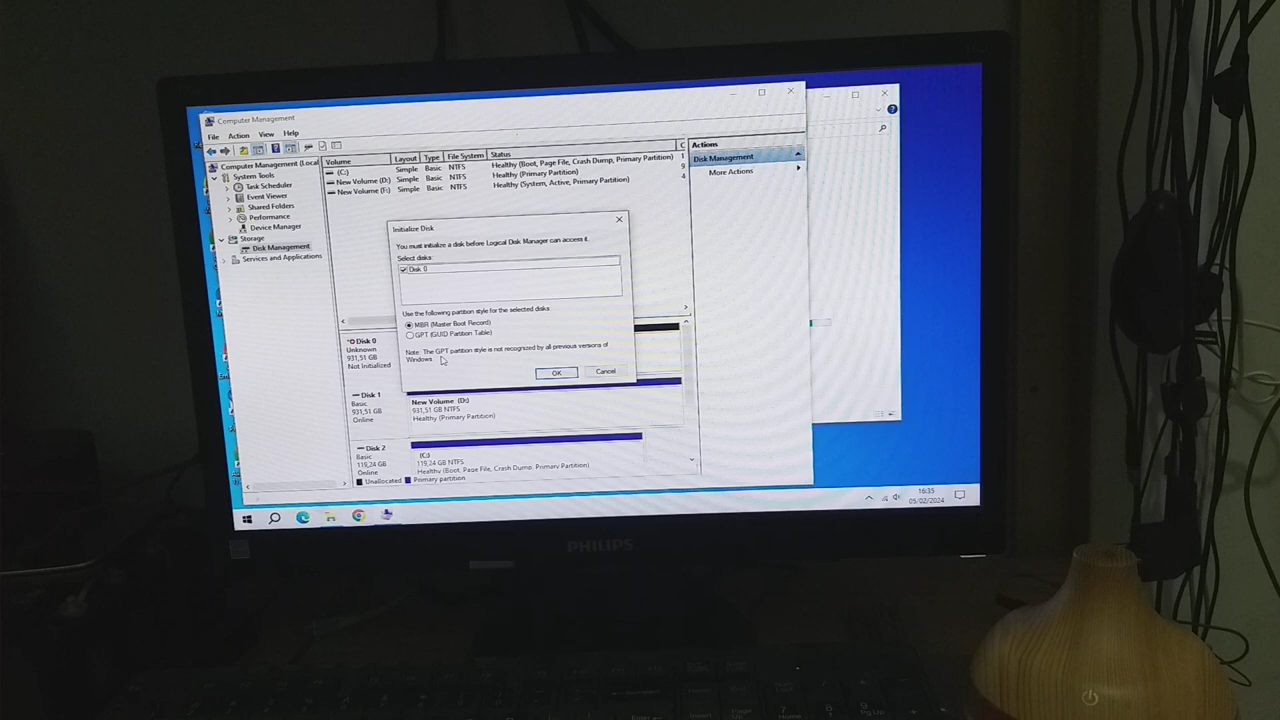 Computer Management
File Action View Help
Computer Management (Local
System Tools
Task Scheduler
Event Viewer
Shared Folders
Performance
Device Manager
Storage
Disk Management
Services and Applications
Volume Layout Type File System Status C
(C:) Simple Basic NTFS Healthy (Boot, Page File, Crash Dump, Primary Partition) 1
New Volume (D:) Simple Basic NTFS Healthy (Primary Partition) 9
New Volume (F:) Simple Basic NTFS Healthy (System, Active, Primary Partition) 4
Actions
Disk Management
More Actions
Initialize Disk
You must initialize a disk before Logical Disk Manager can access it.
Select disks:
Disk 0
Use the following partition style for the selected disks:
MBR (Master Boot Record)
GPT (GUID Partition Table)
Note: The GPT partition style is not recognized by all previous versions of
Windows.
OK Cancel
Disk 0
Unknown
931,51 GB
Not Initialized
Disk 1
Basic
931,51 GB
Online
New Volume (D:)
931,51 GB NTFS
Healthy (Primary Partition)
Disk 2
Basic
119,24 GB
Online
(C:)
119,24 GB NTFS
Healthy (Boot, Page File, Crash Dump, Primary Partition)
Unallocated Primary partition
16:35
05/02/2024
PHILIPS